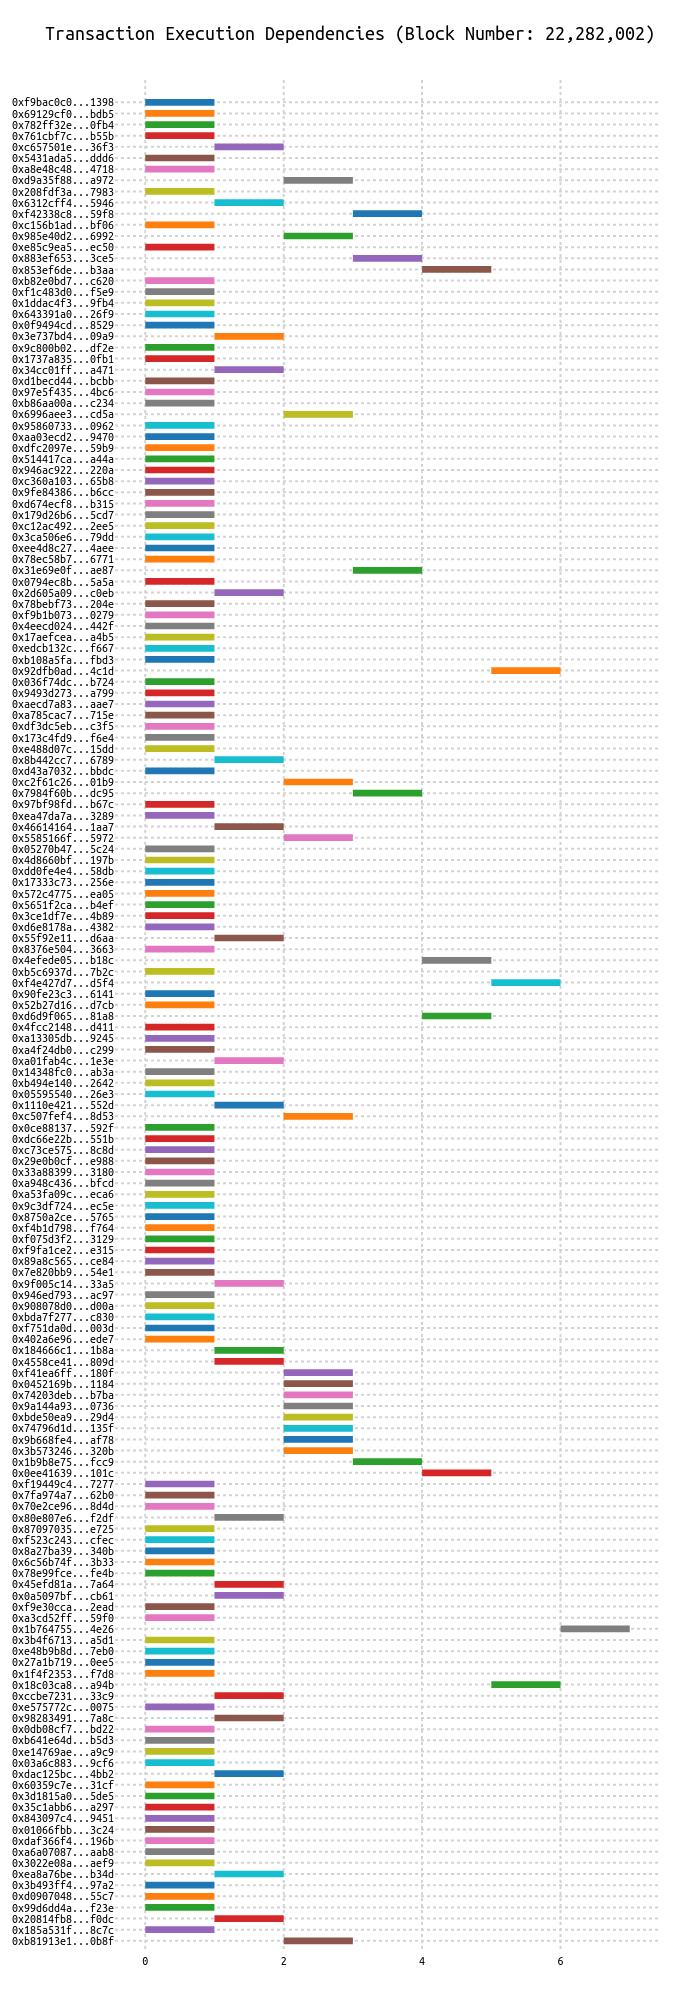 Transaction Execution Dependencies (Block Number: 22,282,002)
0xf9bac0c0...1398
0x69129cf0...bdb5
0x782ff32e...0fb4
0x761cbf7c...b55b
0xc657501e...36f3
0x5431ada5...ddd6
0xa8e48c48...4718
0xd9a35f88...a972
0x208fdf3a...7983
0x6312cff4...5946
0xf42338c8...59f8
0xc156b1ad...bf06
0x985e40d2...6992
0xe85c9ea5...ec50
0x883ef653...3ce5
0x853ef6de...b3aa
0xb82e0bd7...c620
0xf1c483d0...f5e9
0x1ddac4f3...9fb4
0x643391a0...26f9
0x0f9494cd...8529
0x3e737bd4...09a9
0x9c800b02...df2e
0x1737a835...0fb1
0x34cc01ff...a471
0xd1becd44...bcbb
0x97e5f435...4bc6
0xb86aa00a...c234
0x6996aee3...cd5a
0x95860733...0962
0xaa03ecd2...9470
0xdfc2097e...59b9
0x514417ca...a44a
0x946ac922...220a
0xc360a103...65b8
0x9fe84386...b6cc
0xd674ecf8...b315
0x179d26b6...5cd7
0xc12ac492...2ee5
0x3ca506e6...79dd
0xee4d8c27...4aee
0x78ec58b7...6771
0x31e69e0f...ae87
0x0794ec8b...5a5a
0x2d605a09...c0eb
0x78bebf73...204e
0xf9b1b073...0279
0x4eecd024...442f
0x17aefcea...a4b5
0xedcb132c...f667
0xb108a5fa...fbd3
0x92dfb0ad...4c1d
0x036f74dc...b724
0x9493d273...a799
0xaecd7a83...aae7
0xa785cac7...715e
0xdf3dc5eb...c3f5
0x173c4fd9...f6e4
0xe488d07c...15dd
0x8b442cc7...6789
0xd43a7032...bbdc
0xc2f61c26...01b9
0x7984f60b...dc95
0x97bf98fd...b67c
0xea47da7a...3289
0x46614164...1aa7
0x5585166f...5972
0x05270b47...5c24
0x4d8660bf...197b
0xdd0fe4e4...58db
0x17333c73...256e
0x572c4775...ea05
0x5651f2ca...b4ef
0x3ce1df7e...4b89
0xd6e8178a...4382
0x55f92e11...d6aa
0x8376e504...3663
0x4efede05...b18c
0xb5c6937d...7b2c
0xf4e427d7...d5f4
0x90fe23c3...6141
0x52b27d16...d7cb
0xd6d9f065...81a8
0x4fcc2148...d411
0xa13305db...9245
0xa4f24db0...c299
0xa01fab4c...1e3e
0x14348fc0...ab3a
0xb494e140...2642
0x05595540...26e3
0x1110e421...552d
0xc507fef4...8d53
0x0ce88137...592f
0xdc66e22b...551b
0xc73ce575...8c8d
0x29e0b0cf...e988
0x33a88399...3180
0xa948c436...bfcd
0xa53fa09c...eca6
0x9c3df724...ec5e
0x8750a2ce...5765
0xf4b1d798...f764
0xf075d3f2...3129
0xf9fa1ce2...e315
0x89a8c565...ce84
0x7e820bb9...54e1
0x9f005c14...33a5
0x946ed793...ac97
0x908078d0...d00a
0xbda7f277...c830
0xf751da0d...003d
0x402a6e96...ede7
0x184666c1...1b8a
0x4558ce41...809d
0xf41ea6ff...180f
0x0452169b...1184
0x74203deb...b7ba
0x9a144a93...0736
0xbde50ea9...29d4
0x74796d1d...135f
0x9b668fe4...af78
0x3b573246...320b
0x1b9b8e75...fcc9
0x0ee41639...101c
0xf19449c4...7277
0x7fa974a7...62b0
0x70e2ce96...8d4d
0x80e807e6...f2df
0x87097035...e725
0xf523c243...cfec
0x8a27ba39...340b
0x6c56b74f...3b33
0x78e99fce...fe4b
0x45efd81a...7a64
0x0a5097bf...cb61
0xf9e30cca...2ead
0xa3cd52ff...59f0
0x1b764755...4e26
0x3b4f6713...a5d1
0xe48b9b8d...7eb0
0x27a1b719...0ee5
0x1f4f2353...f7d8
0x18c03ca8...a94b
0xccbe7231...33c9
0xe575772c...0075
0x98283491...7a8c
0x0db08cf7...bd22
0xb641e64d...b5d3
0xe14769ae...a9c9
0x03a6c883...9cf6
0xdac125bc...4bb2
0x60359c7e...31cf
0x3d1815a0...5de5
0x35c1abb6...a297
0x843097c4...9451
0x01066fbb...3c24
0xdaf366f4...196b
0xa6a07087...aab8
0x3022e08a...aef9
0xea8a76be...b34d
0x3b493ff4...97a2
0xd0907048...55c7
0x99d6dd4a...f23e
0x20814fb8...f0dc
0x185a531f...8c7c
0xb81913e1...0b8f
0 2 4 6